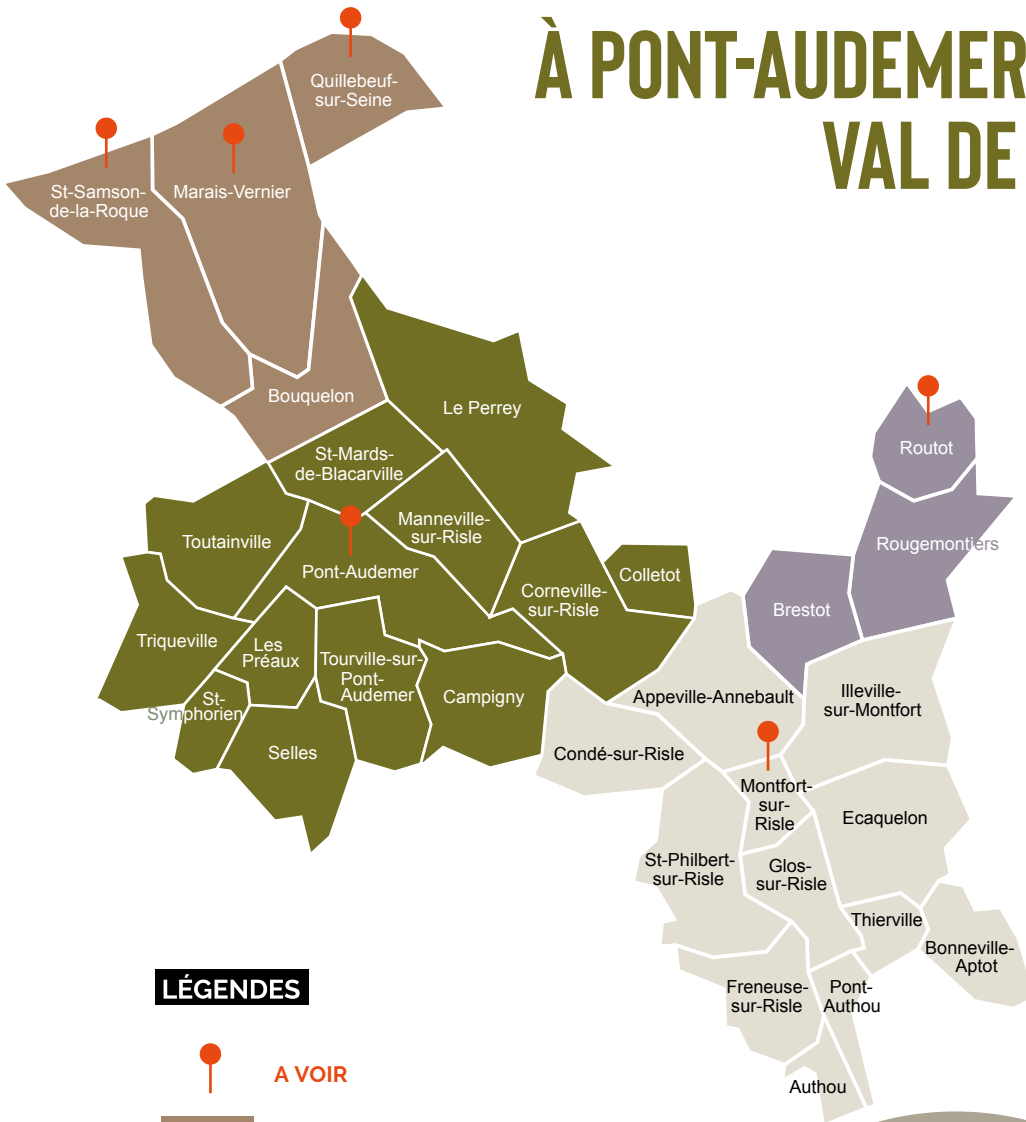 À PONT-AUDEMER
VAL DE
Quillebeuf-
sur-Seine
St-Samson-
de-la-Roque
Marais-Vernier
Bouquelon
Le Perrey
Routot
St-Mards-
de-Blacarville
Manneville-
sur-Risle
Toutainville
Rougemontiers
Pont-Audemer
Colletot
Corneville-
sur-Risle
Brestot
Triqueville
Les
Préaux
Tourville-sur-
Pont-
Audemer
Campigny
St-
Symphorien
Appeville-Annebault
Illeville-
sur-Montfort
Selles
Condé-sur-Risle
Montfort-
sur-
Risle
Ecaquelon
St-Philbert-
sur-Risle
Glos-
sur-Risle
Thierville
Bonneville-
Aptot
Freneuse-
sur-Risle
Pont-
Authou
Authou
LÉGENDES
A VOIR